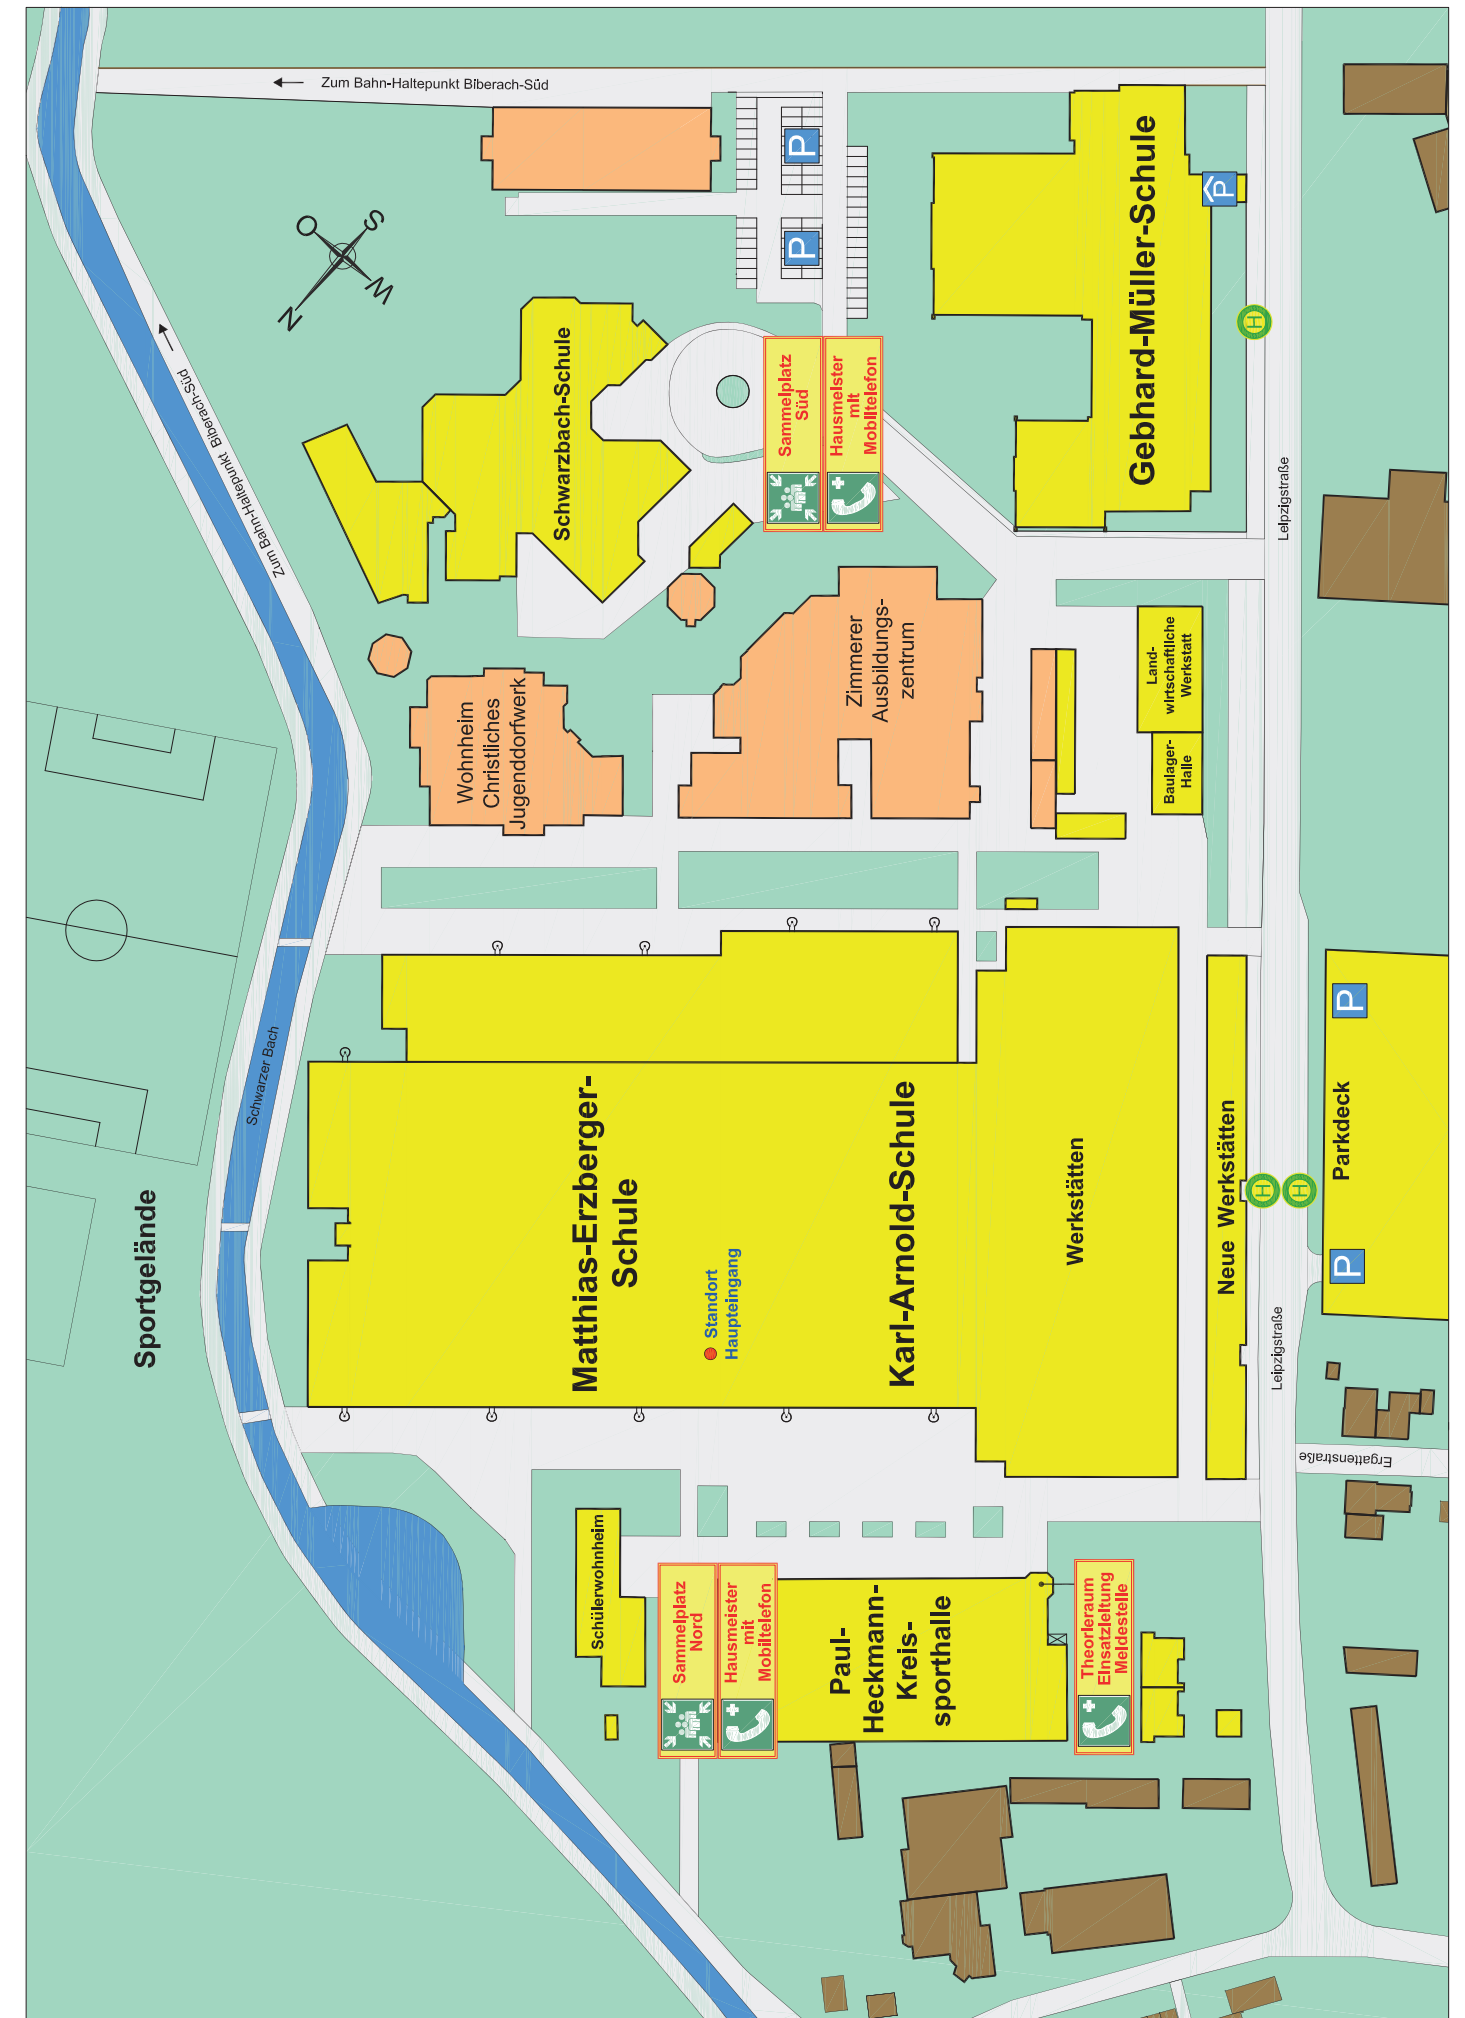 Zum Bahn-Haltepunkt Biberach-Süd
P
P
P
O
S
W
N
Zum Bahn-Haltepunkt Biberach-Süd
Schwarzbach-Schule
Sammelplatz
Süd
Hausmeister
mit
Mobiltelefon
Gebhard-Müller-Schule
H
Leipzigstraße
Wohnheim
Christliches
Jugenddorfwerk
Zimmerer
Ausbildungs-
zentrum
Land-
wirtschaftliche
Werkstatt
Baulager-
Halle
Schwarzer Bach
Sportgelände
Matthias-Erzberger-
Schule
Standort
Haupteingang
Karl-Arnold-Schule
Werkstätten
Neue Werkstätten
H
H
P
Parkdeck
P
Leipzigstraße
Ergattenstraße
Schülerwohnheim
Sammelplatz
Nord
Hausmeister
mit
Mobiltelefon
Paul-
Heckmann-
Kreis-
sporthalle
Theorieraum
Einsatzleitung
Meldestelle